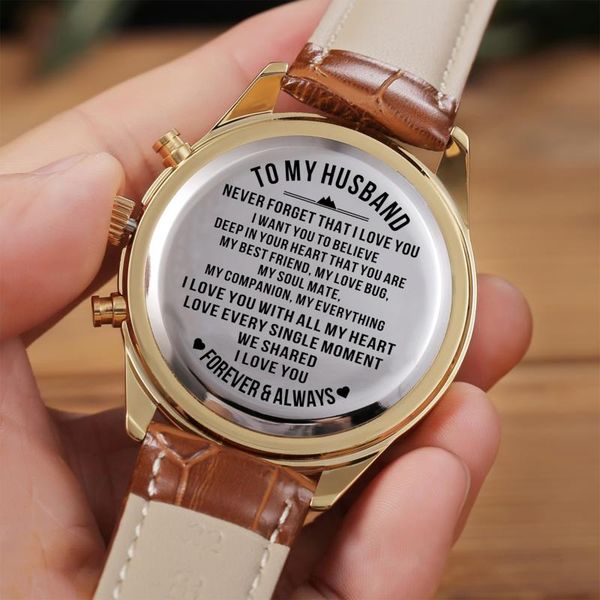 TO MY HUSBAND
NEVER FORGET THAT I LOVE YOU
I WANT YOU TO BELIEVE
DEEP IN YOUR HEART THAT YOU ARE
MY BEST FRIEND, MY LOVE BUG,
MY SOUL MATE,
MY COMPANION, MY EVERYTHING
I LOVE YOU WITH ALL MY HEART
LOVE EVERY SINGLE MOMENT
WE SHARED
I LOVE YOU
FOREVER & ALWAYS